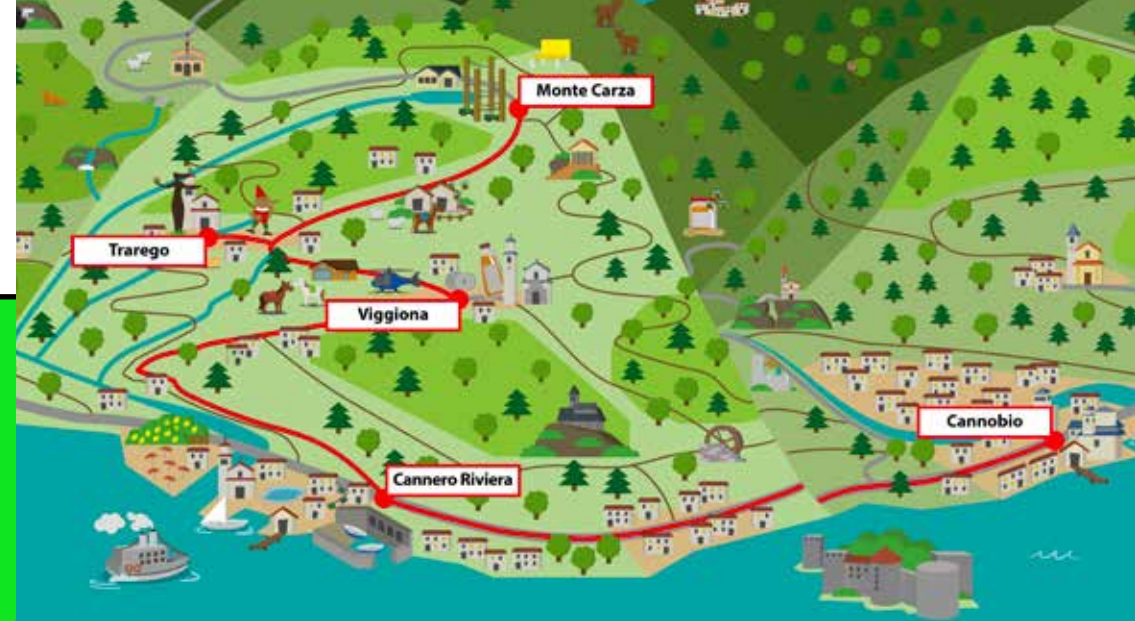 Monte Carza
Trarego
Viggiona
Cannobio
Cannero Riviera